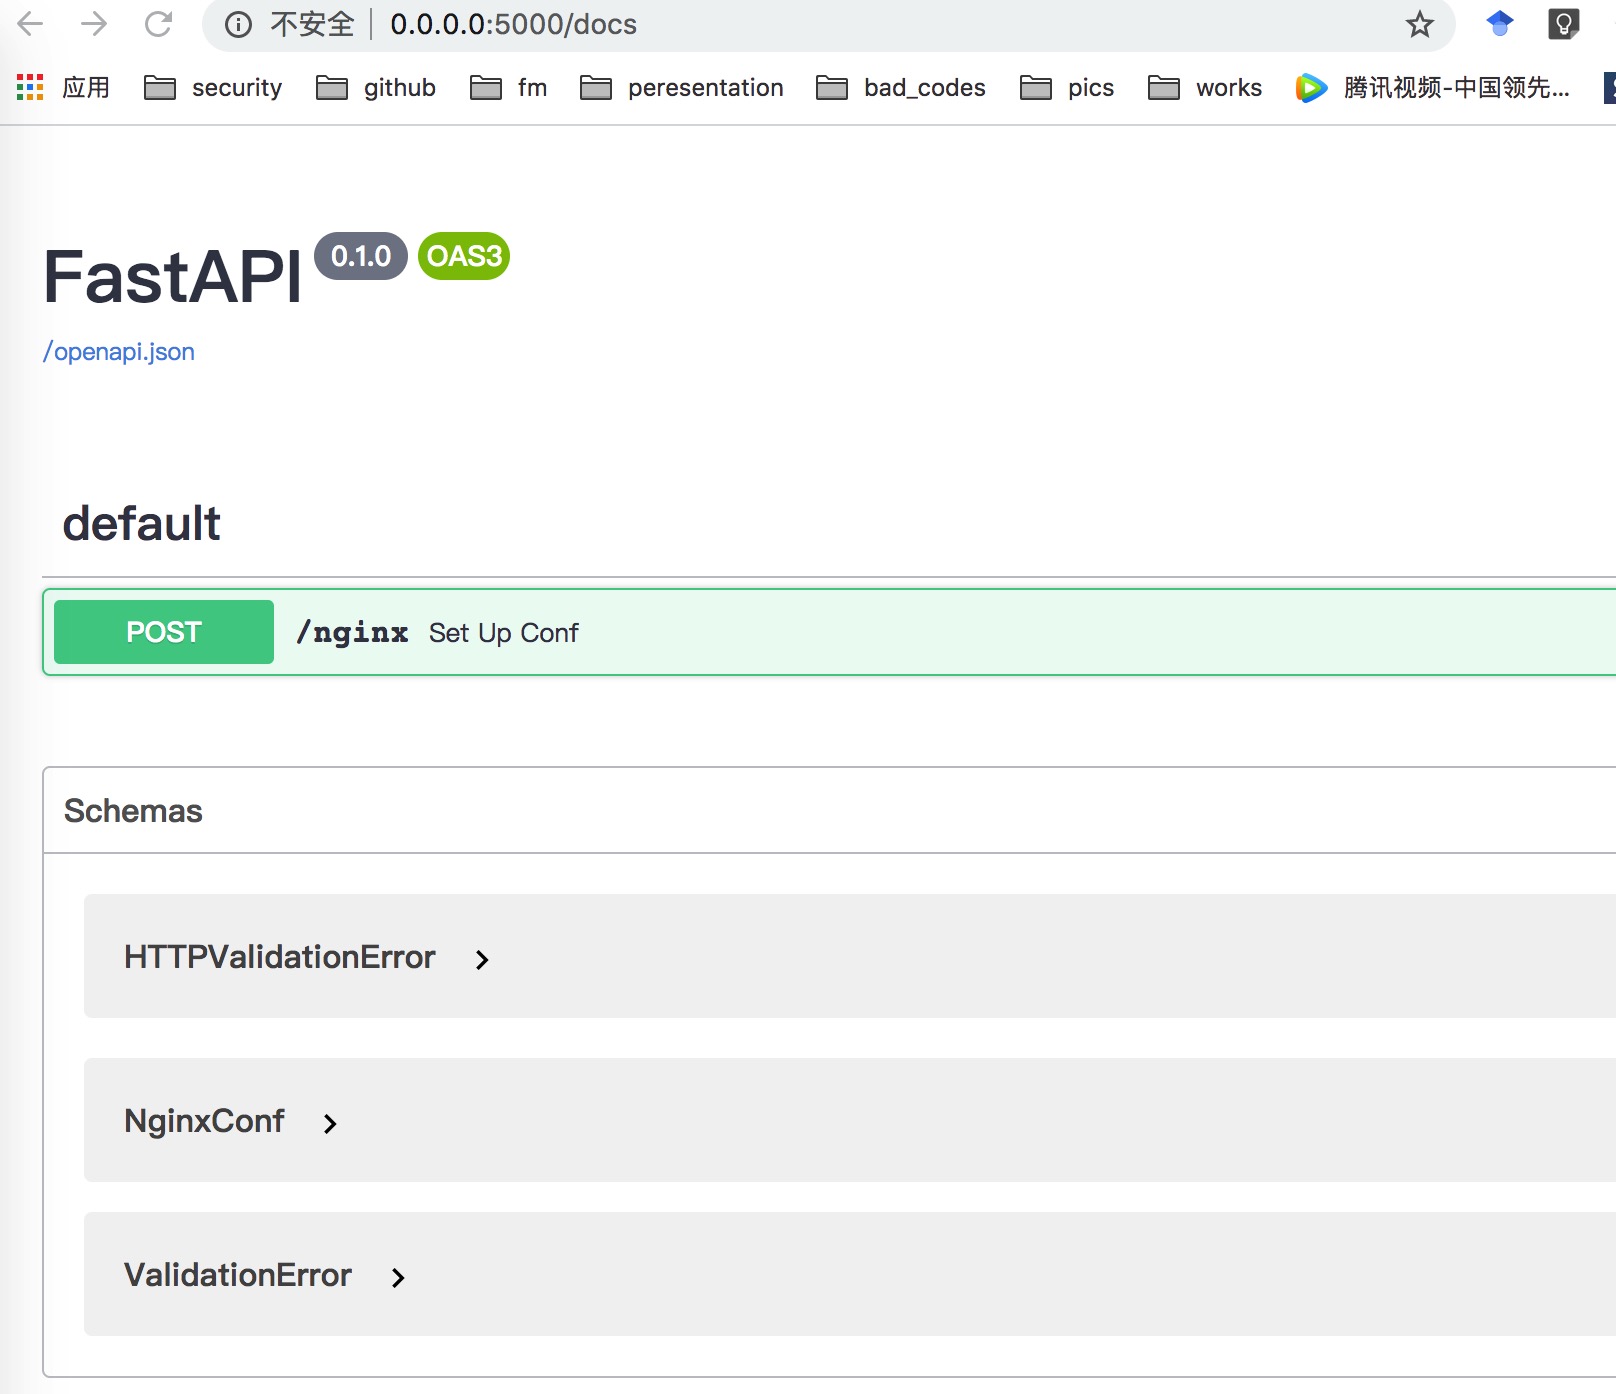 不安全 0.0.0.0:5000/docs
应用 security github fm peresentation bad_codes pics works 腾讯视频-中国领先...
FastAPI 0.1.0 OAS3
/openapi.json
default
POST /nginx Set Up Conf
Schemas
HTTPValidationError
NginxConf
ValidationError